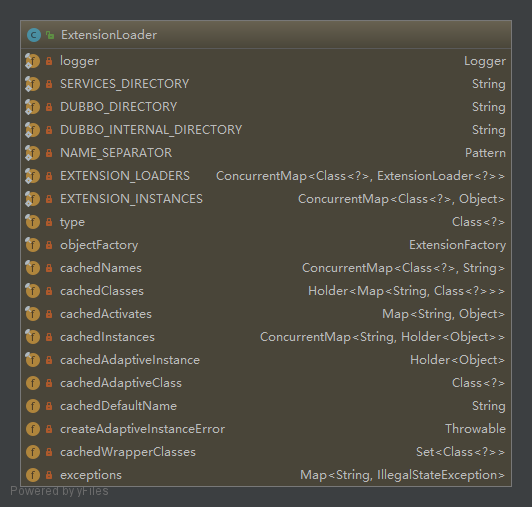 ExtensionLoader
logger Logger
SERVICES_DIRECTORY String
DUBBO_DIRECTORY String
DUBBO_INTERNAL_DIRECTORY String
NAME_SEPARATOR Pattern
EXTENSION_LOADERS ConcurrentMap<Class<?>, ExtensionLoader<?>>
EXTENSION_INSTANCES ConcurrentMap<Class<?>, Object>
type Class<?>
objectFactory ExtensionFactory
cachedNames ConcurrentMap<Class<?>, String>
cachedClasses Holder<Map<String, Class<?>>>
cachedActivates Map<String, Object>
cachedInstances ConcurrentMap<String, Holder<Object>>
cachedAdaptiveInstance Holder<Object>
cachedAdaptiveClass Class<?>
cachedDefaultName String
createAdaptiveInstanceError Throwable
cachedWrapperClasses Set<Class<?>>
exceptions Map<String, IllegalStateException>
Powered by yFiles